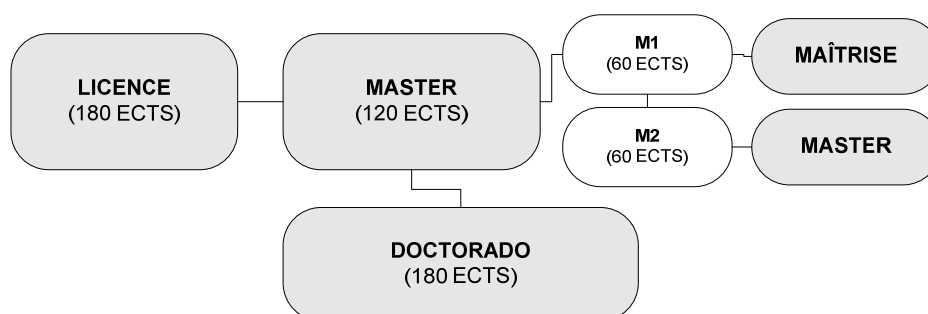 LICENCE
(180 ECTS)
MASTER
(120 ECTS)
M1
(60 ECTS)
MAÎTRISE
M2
(60 ECTS)
MASTER
DOCTORADO
(180 ECTS)